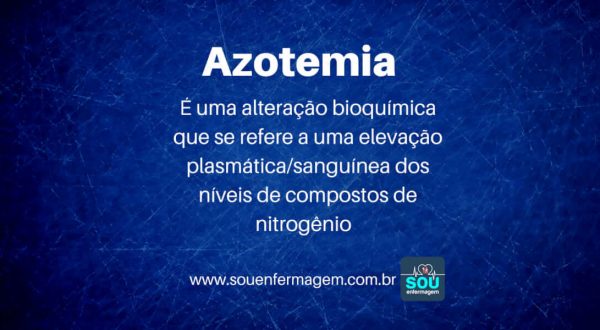 Azotemia
É uma alteração bioquímica
que se refere a uma elevação
plasmática/sanguínea dos
níveis de compostos de
nitrogênio
www.souenfermagem.com.br
SOU
enfermagem